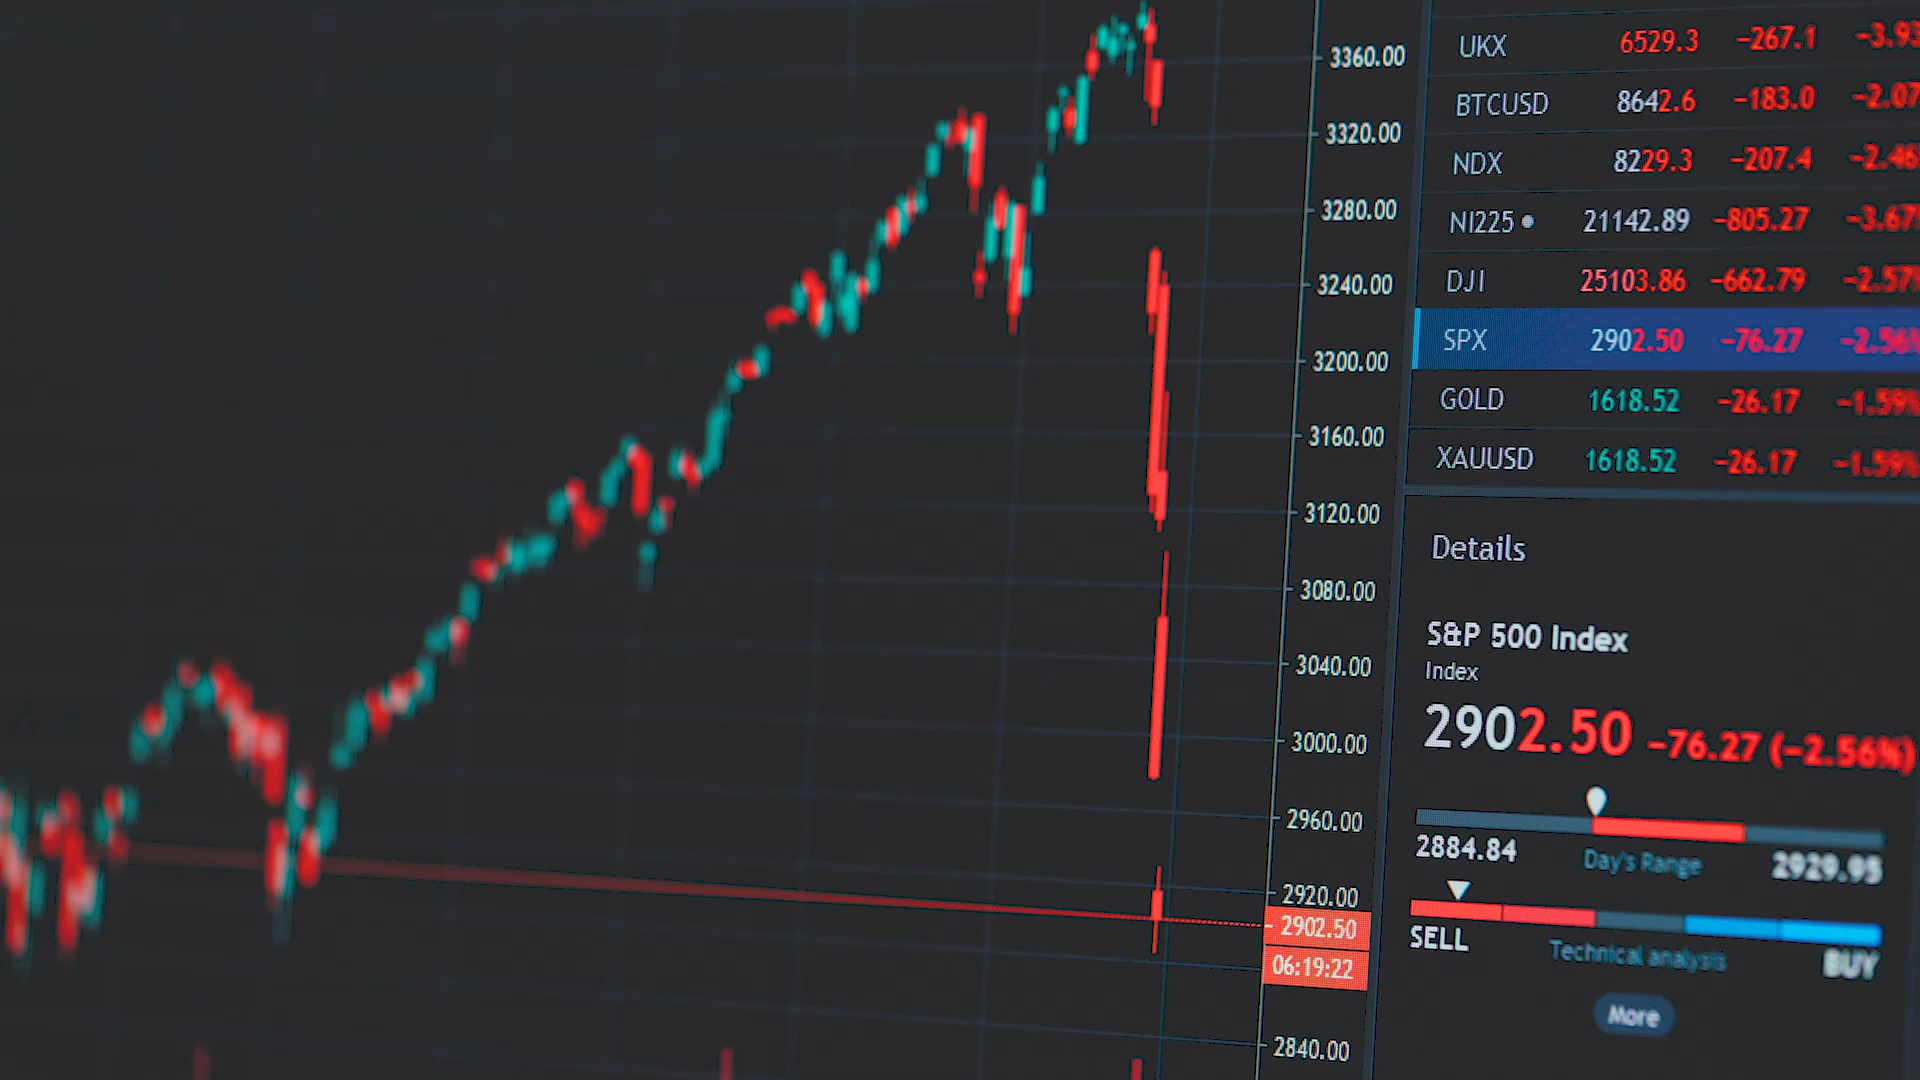 3360.00
3320.00
3280.00
3240.00
3200.00
3160.00
3120.00
3080.00
3040.00
3000.00
2960.00
2920.00
2902.50
06:19:22
2840.00
UKX 6529.3 −267.1 −3.93
BTCUSD 8642.6 −183.0 −2.07
NDX 8229.3 −207.4 −2.46
NI225 21142.89 −805.27 −3.67%
DJI 25103.86 −662.79 −2.57%
SPX 2902.50 −76.27 −2.56%
GOLD 1618.52 −26.17 −1.59%
XAUUSD 1618.52 −26.17 −1.59%
Details
S&P 500 Index
Index
2902.50 −76.27 (−2.56%)
2884.84 Day's Range 2929.95
SELL Technical analysis BUY
More